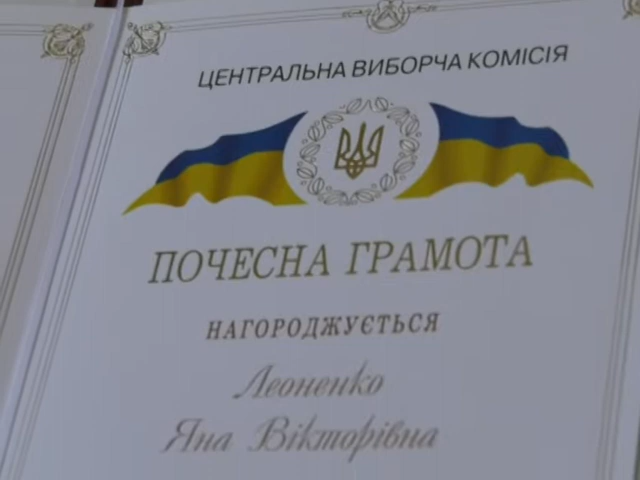 ЦЕНТРАЛЬНА ВИБОРЧА КОМІСІЯ
ПОЧЕСНА ГРАМОТА
НАГОРОДЖУЄТЬСЯ
Леоненко
Яна Вікторівна